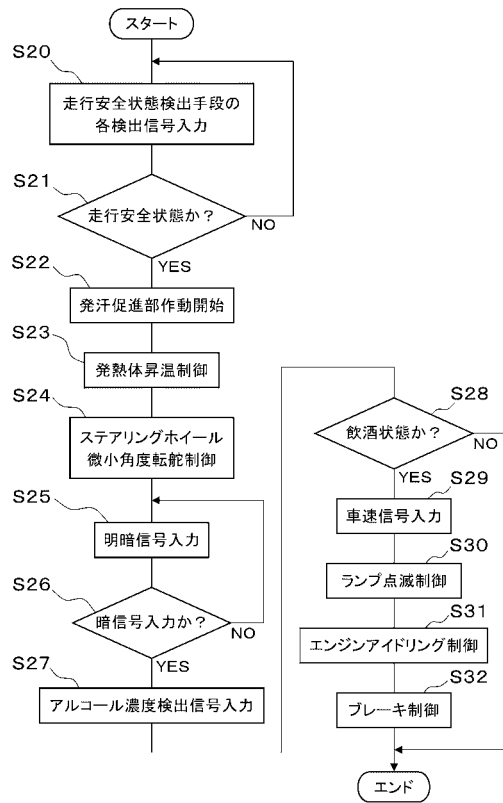 スタート
S20
走行安全状態検出手段の
各検出信号入力
S21
走行安全状態か？
NO
YES
S22
発汗促進部作動開始
S23
発熱体昇温制御
S24
ステアリングホイール
微小角度転舵制御
S25
明暗信号入力
S26
暗信号入力か？
NO
YES
S27
アルコール濃度検出信号入力
S28
飲酒状態か？
NO
YES
S29
車速信号入力
S30
ランプ点滅制御
S31
エンジンアイドリング制御
S32
ブレーキ制御
エンド